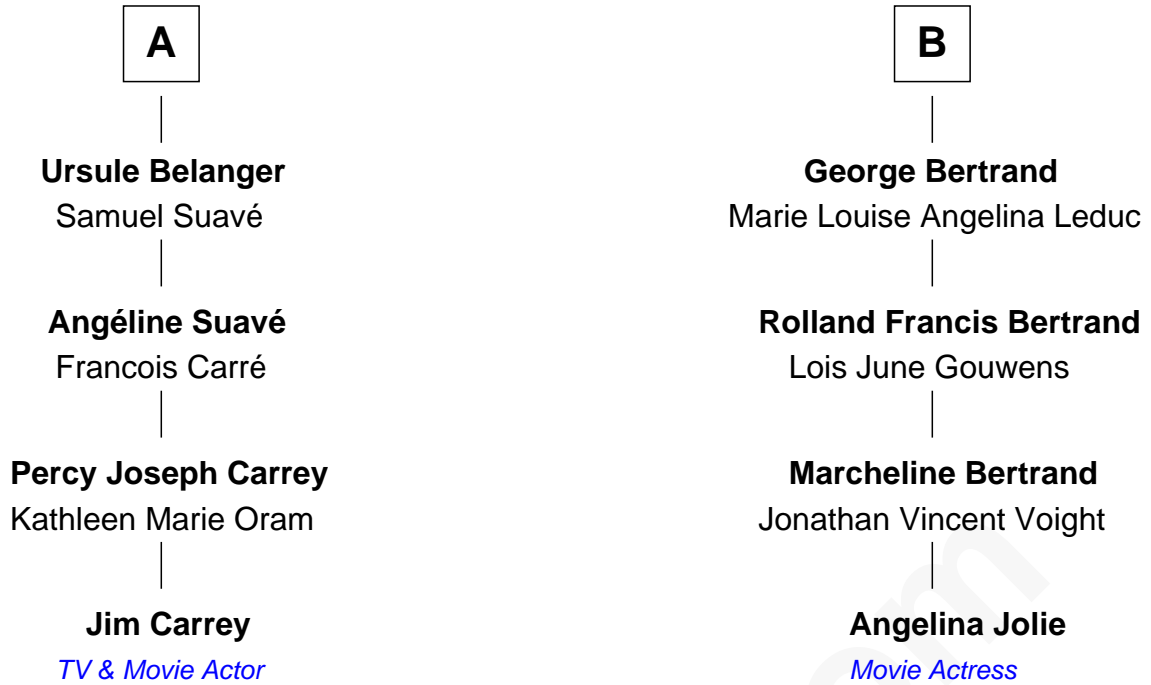 A
Ursule Belanger
Samuel Suavé
Angéline Suavé
Francois Carré
Percy Joseph Carrey
Kathleen Marie Oram
Jim Carrey
TV & Movie Actor
B
George Bertrand
Marie Louise Angelina Leduc
Rolland Francis Bertrand
Lois June Gouwens
Marcheline Bertrand
Jonathan Vincent Voight
Angelina Jolie
Movie Actress